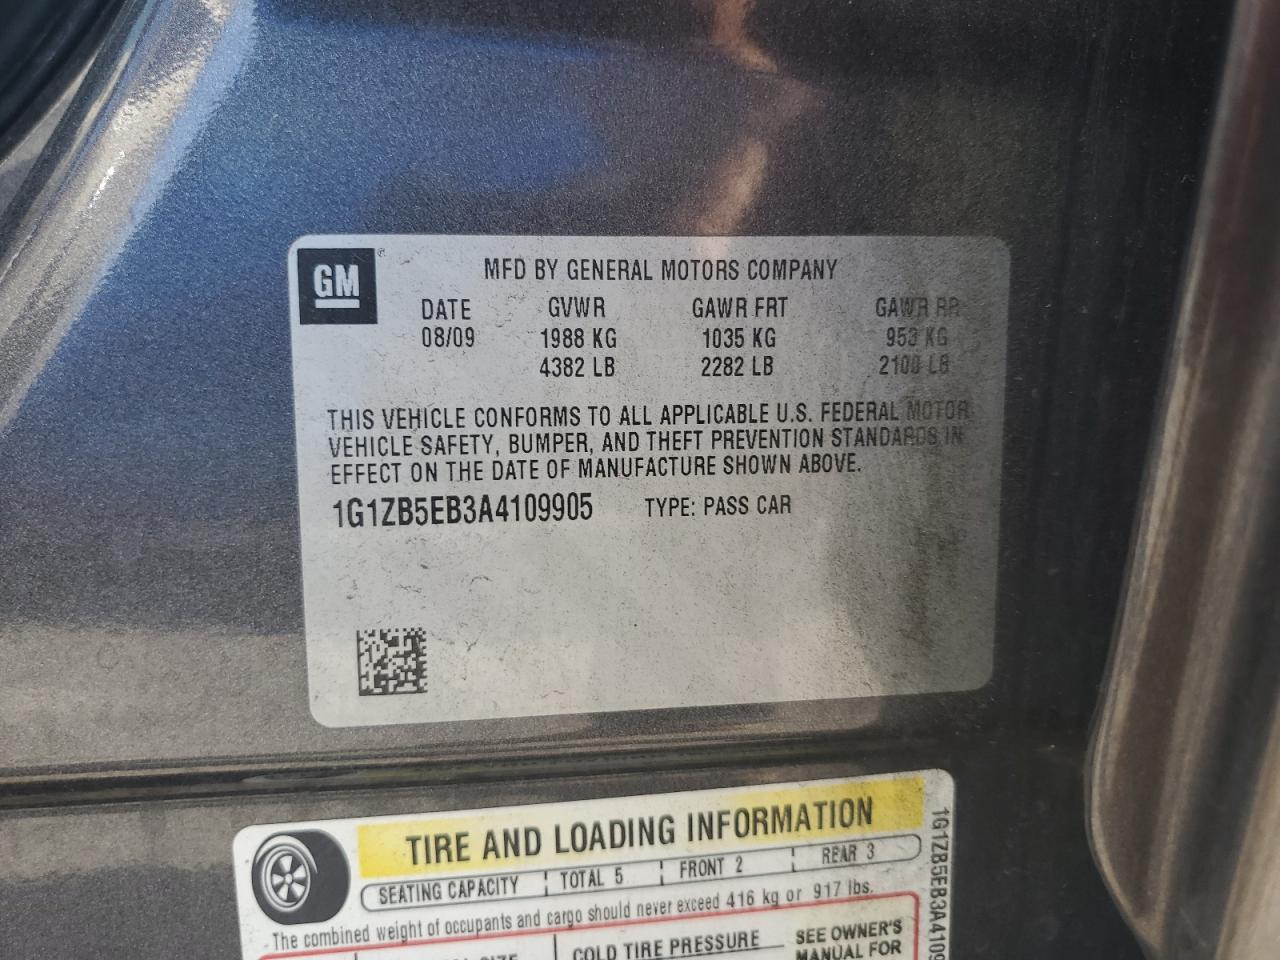 GM
MFD BY GENERAL MOTORS COMPANY
DATE GVWR GAWR FRT GAWR RR
08/09 1988 KG 1035 KG 953 KG
4382 LB 2282 LB 2100 LB
THIS VEHICLE CONFORMS TO ALL APPLICABLE U.S. FEDERAL MOTOR
VEHICLE SAFETY, BUMPER, AND THEFT PREVENTION STANDARDS IN
EFFECT ON THE DATE OF MANUFACTURE SHOWN ABOVE.
1G1ZB5EB3A4109905 TYPE: PASS CAR
TIRE AND LOADING INFORMATION
SEATING CAPACITY TOTAL 5 FRONT 2 REAR 3
The combined weight of occupants and cargo should never exceed 416 kg or 917 lbs.
COLD TIRE PRESSURE
SEE OWNER'S
MANUAL FOR
1G1ZB5EB3A4109